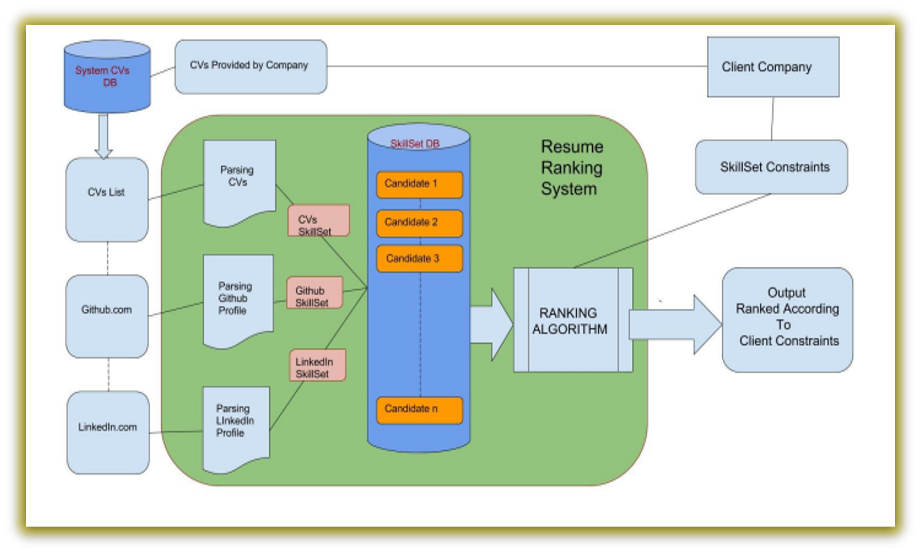 System CVs
DB
CVs Provided by Company
Client Company
CVs List
Parsing
CVs
CVs
SkillSet
SkillSet DB
Candidate 1
Candidate 2
Candidate 3
Candidate n
Resume
Ranking
System
SkillSet Constraints
Github.com
Parsing
Github
Profile
Github
SkillSet
RANKING
ALGORITHM
Output
Ranked According
To
Client Constraints
LinkedIn.com
Parsing
LInkedIn
Profile
LinkedIn
SkillSet